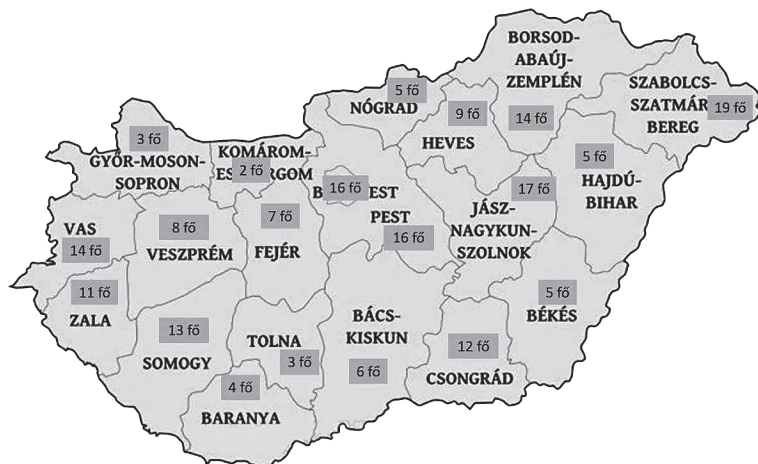 BORSOD-
ABAÚJ-
ZEMPLÉN
14 fő
SZABOLCS-
SZATMÁR
BEREG
19 fő
5 fő
NÓGRAD
9 fő
HEVES
3 fő
GYŐR-MOSON-
SOPRON
KOMÁROM-
2 fő
16 fő
PEST
16 fő
17 fő
JÁSZ-
NAGYKUN-
SZOLNOK
5 fő
HAJDÚ-
BIHAR
VAS
14 fő
8 fő
VESZPRÉM
7 fő
FEJÉR
11 fő
ZALA
13 fő
SOMOGY
TOLNA
3 fő
BÁCS-
KISKUN
6 fő
5 fő
BÉKÉS
12 fő
CSONGRÁD
4 fő
BARANYA